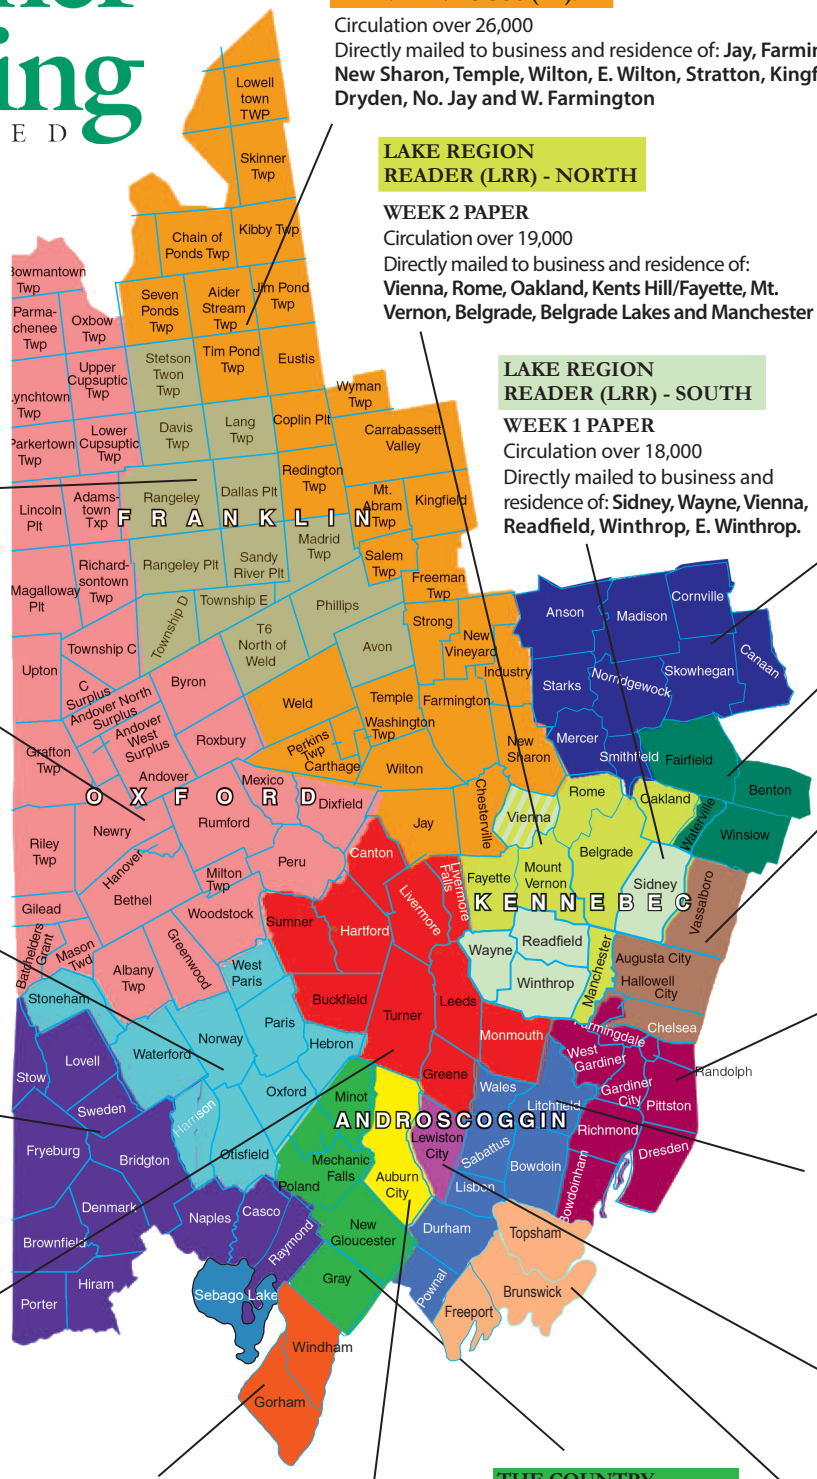 ing
E D
Circulation over 26,000
Directly mailed to business and residence of: Jay, Farmin
New Sharon, Temple, Wilton, E. Wilton, Stratton, Kingf
Dryden, No. Jay and W. Farmington
LAKE REGION
READER (LRR) - NORTH
WEEK 2 PAPER
Circulation over 19,000
Directly mailed to business and residence of:
Vienna, Rome, Oakland, Kents Hill/Fayette, Mt.
Vernon, Belgrade, Belgrade Lakes and Manchester
LAKE REGION
READER (LRR) - SOUTH
WEEK 1 PAPER
Circulation over 18,000
Directly mailed to business and
residence of: Sidney, Wayne, Vienna,
Readfield, Winthrop, E. Winthrop.
Lowell
town
TWP
Skinner
Twp
Chain of
Ponds Twp
Kibby Twp
Bowmantown
Twp
Seven
Ponds
Twp
Aider
Stream
Twp
Jim Pond
Twp
Parma-
chenee
Twp
Oxbow
Twp
Stetson
Twon
Twp
Tim Pond
Twp
Eustis
Upper
Cupsuptic
Twp
Lynchtown
Twp
Wyman
Twp
Davis
Twp
Lang
Twp
Coplin Plt
Carrabassett
Valley
Parkertown
Twp
Lower
Cupsuptic
Twp
Redington
Twp
Lincoln
Plt
Adams-
town
Txp
Rangeley
Dallas Plt
Mt.
Abram
Twp
Kingfield
FRANKLIN
Madrid
Twp
Magalloway
Plt
Richard-
sontown
Twp
Rangeley Plt
Sandy
River Plt
Salem
Twp
Freeman
Twp
Township D
Township E
Phillips
Strong
New
Vineyard
Anson
Madison
Cornville
Upton
Township C
T6
North of
Weld
Avon
Industry
Starks
Norridgewock
Skowhegan
Canaan
C
Surplus
Andover North
Surplus
Andover
West
Surplus
Byron
Weld
Temple
Farmington
Washington
Twp
Grafton
Twp
Andover
Roxbury
Perkins
Twp
Carthage
Wilton
New
Sharon
Mercer
Smithfield
Fairfield
Benton
OXFORD
Mexico
Dixfield
Chesterville
Rome
Oakland
Waterville
Winslow
Riley
Twp
Newry
Rumford
Jay
Vienna
Belgrade
Hanover
Milton
Twp
Peru
Canton
Livermore
Livermore
Falls
Fayette
Mount
Vernon
Sidney
Vassalboro
Gilead
Bethel
Woodstock
Sumner
Hartford
KENNEBEC
Batchelders
Grant
Mason
Twd
Albany
Twp
Greenwood
West
Paris
Wayne
Readfield
Winthrop
Manchester
Augusta City
Hallowell
City
Chelsea
Stoneham
Buckfield
Turner
Leeds
Monmouth
Farmingdale
Waterford
Norway
Paris
Hebron
Greene
West
Gardiner
Randolph
Stow
Lovell
Sweden
Harrison
Oxford
Minot
Wales
Litchfield
Gardiner
City
Pittston
ANDROSCOGGIN
Lewiston
City
Sabattus
Richmond
Dresden
Fryeburg
Bridgton
Otisfield
Mechanic
Falls
Poland
Auburn
City
Lisbon
Bowdoin
Bowdoinham
Denmark
Naples
Casco
Raymond
New
Gloucester
Durham
Topsham
Brownfield
Hiram
Porter
Sebago Lake
Gray
Pownal
Freeport
Brunswick
Windham
Gorham
THE COUNTRY